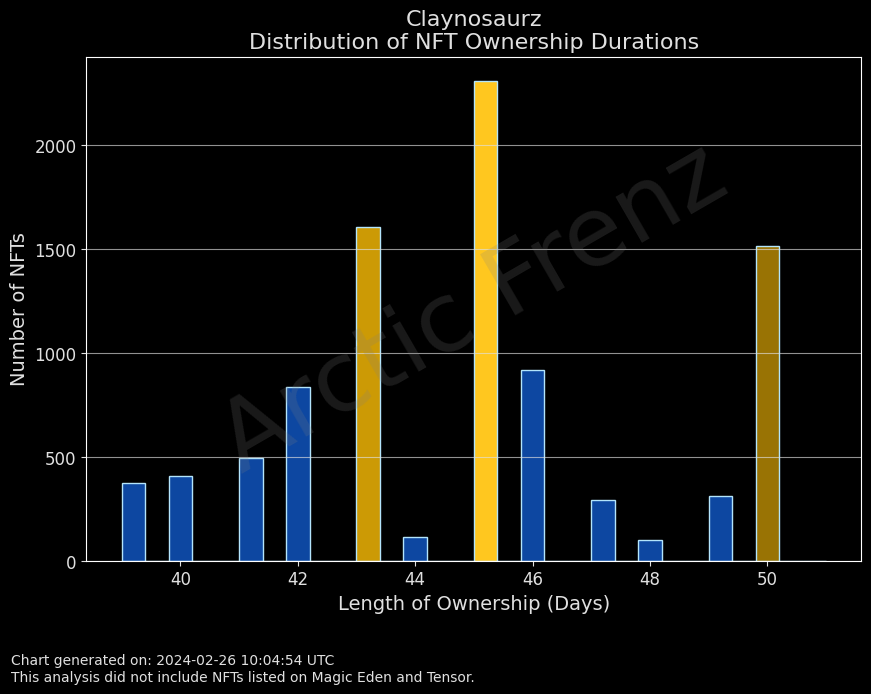 Claynosaurz
Distribution of NFT Ownership Durations
Number of NFTs
2000
1500
1000
500
0
Arctic Frenz
40 42 44 46 48 50
Length of Ownership (Days)
Chart generated on: 2024-02-26 10:04:54 UTC
This analysis did not include NFTs listed on Magic Eden and Tensor.